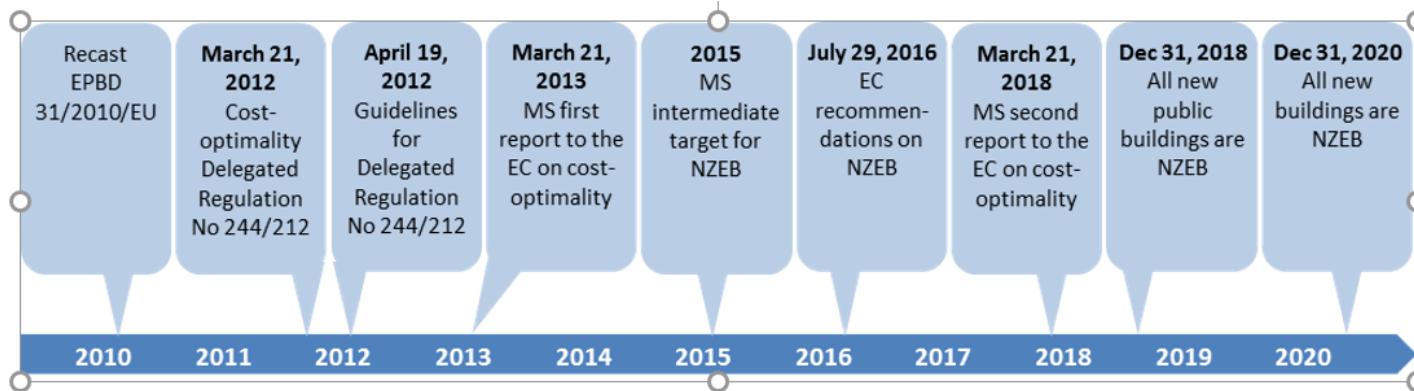 Recast
EPBD
31/2010/EU
March 21,
2012
Cost-
optimality
Delegated
Regulation
No 244/212
April 19,
2012
Guidelines
for
Delegated
Regulation
No 244/212
March 21,
2013
MS first
report to the
EC on cost-
optimality
2015
MS
intermediate
target for
NZEB
July 29, 2016
EC
recommen-
dations on
NZEB
March 21,
2018
MS second
report to the
EC on cost-
optimality
Dec 31, 2018
All new
public
buildings are
NZEB
Dec 31, 2020
All new
buildings are
NZEB
2010 2011 2012 2013 2014 2015 2016 2017 2018 2019 2020